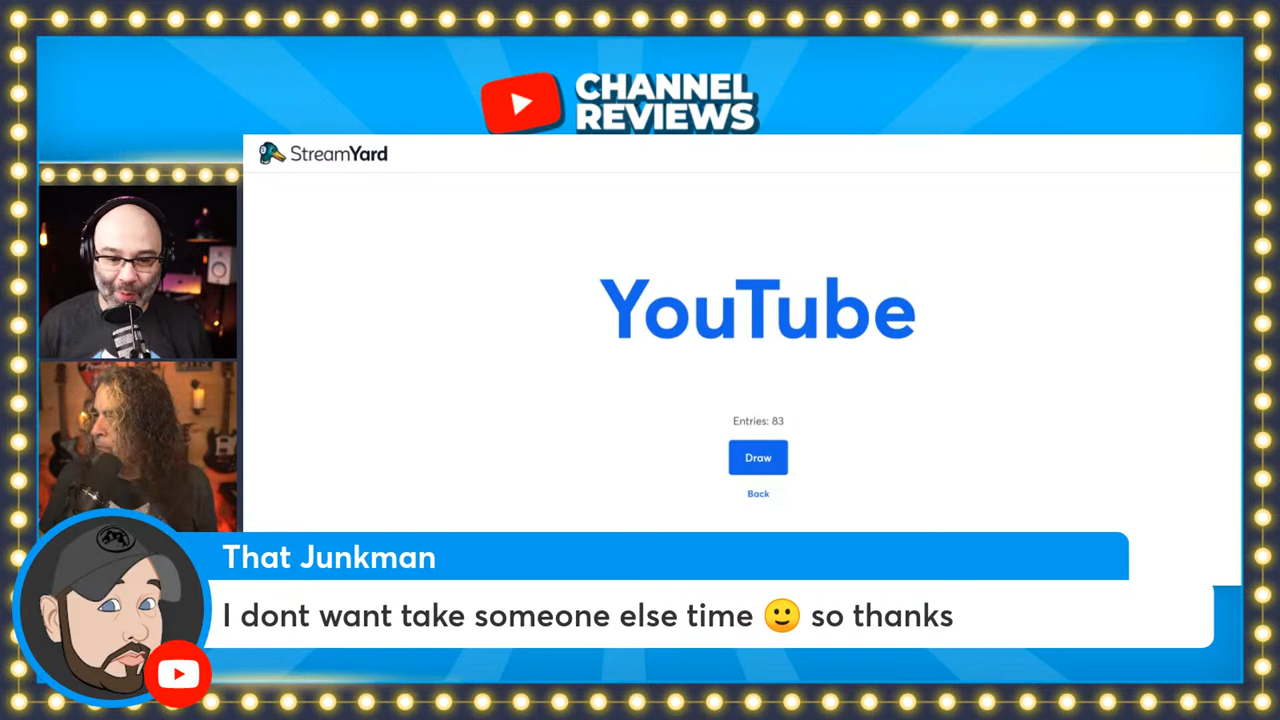 CHANNEL
REVIEWS
StreamYard
YouTube
Entries: 83
Draw
Back
That Junkman
I dont want take someone else time 🙂 so thanks